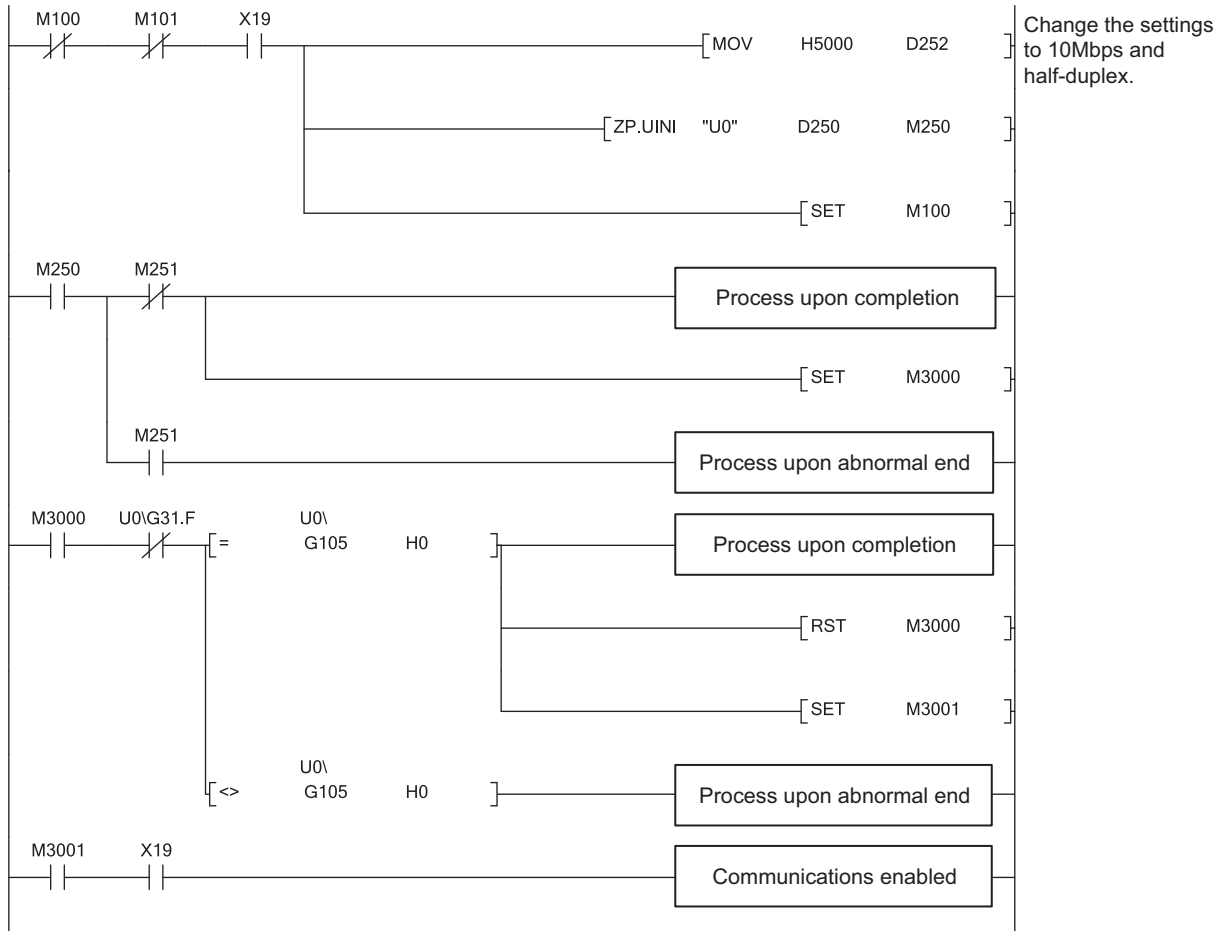 M100 M101 X19
[MOV H5000 D252 ]
Change the settings
to 10Mbps and
half-duplex.
[ZP.UINI "U0" D250 M250 ]
[SET M100 ]
M250 M251
Process upon completion
[SET M3000 ]
M251
Process upon abnormal end
M3000 U0\G31.F U0\
[= G105 H0 ]
Process upon completion
[RST M3000 ]
[SET M3001 ]
U0\
[<> G105 H0 ]
Process upon abnormal end
M3001 X19
Communications enabled